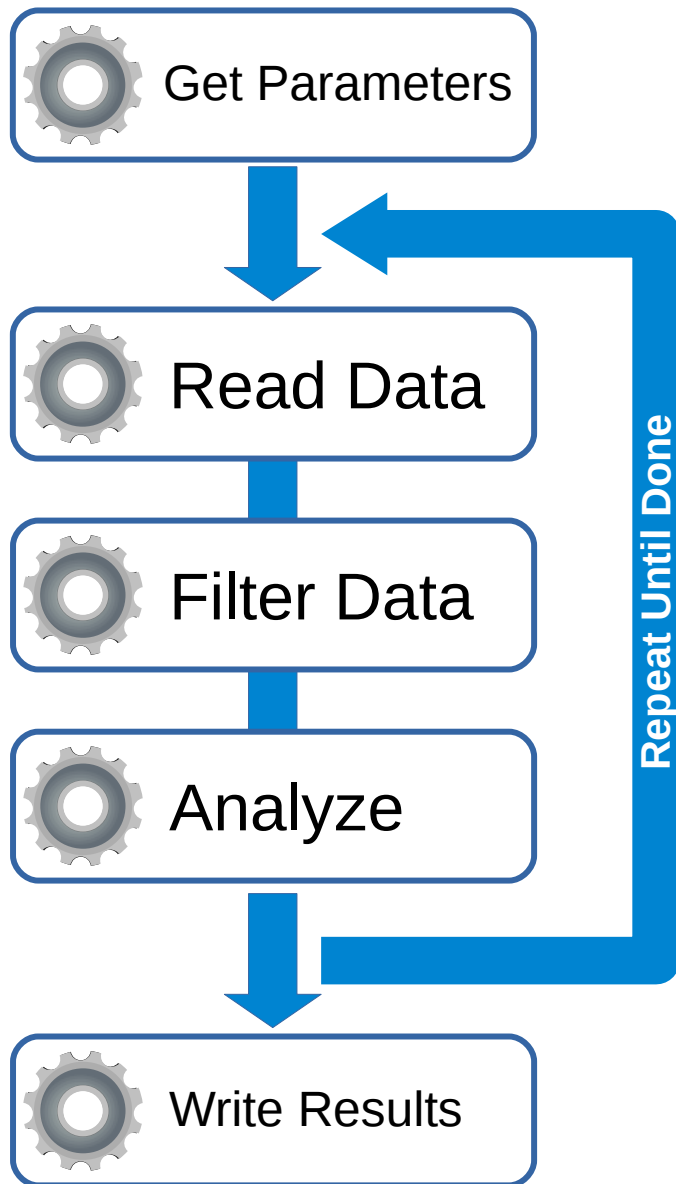 Get Parameters
Read Data
Filter Data
Analyze
Repeat Until Done
Write Results